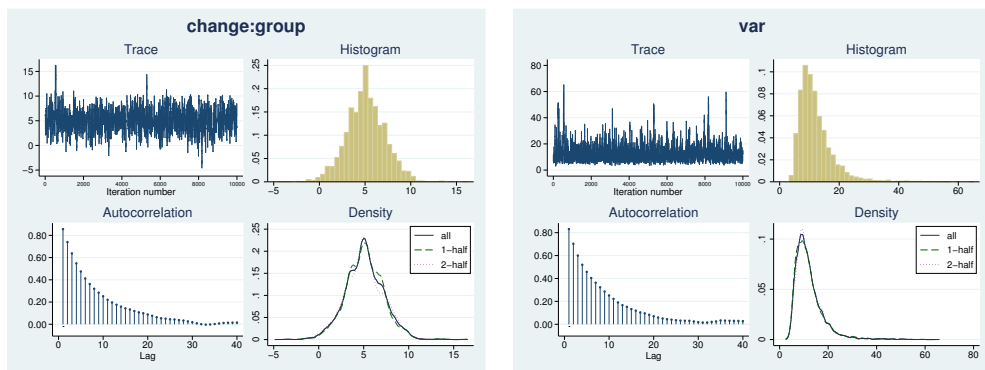 change:group
Trace
Histogram
15
10
5
0
−5
0 2000 4000 6000 8000 10000
Iteration number
.25
.2
.15
.1
.05
0
−5 0 5 10 15
Autocorrelation
Density
0.80
0.60
0.40
0.20
0.00
0 10 20 30 40
Lag
.25
.2
.15
.1
.05
0
−5 0 5 10 15
all
1−half
2−half
var
Trace
Histogram
80
60
40
20
0
0 2000 4000 6000 8000 10000
Iteration number
.1
.08
.06
.04
.02
0
0 20 40 60
Autocorrelation
Density
0.80
0.60
0.40
0.20
0.00
0 10 20 30 40
Lag
.1
.05
0
0 20 40 60 80
all
1−half
2−half